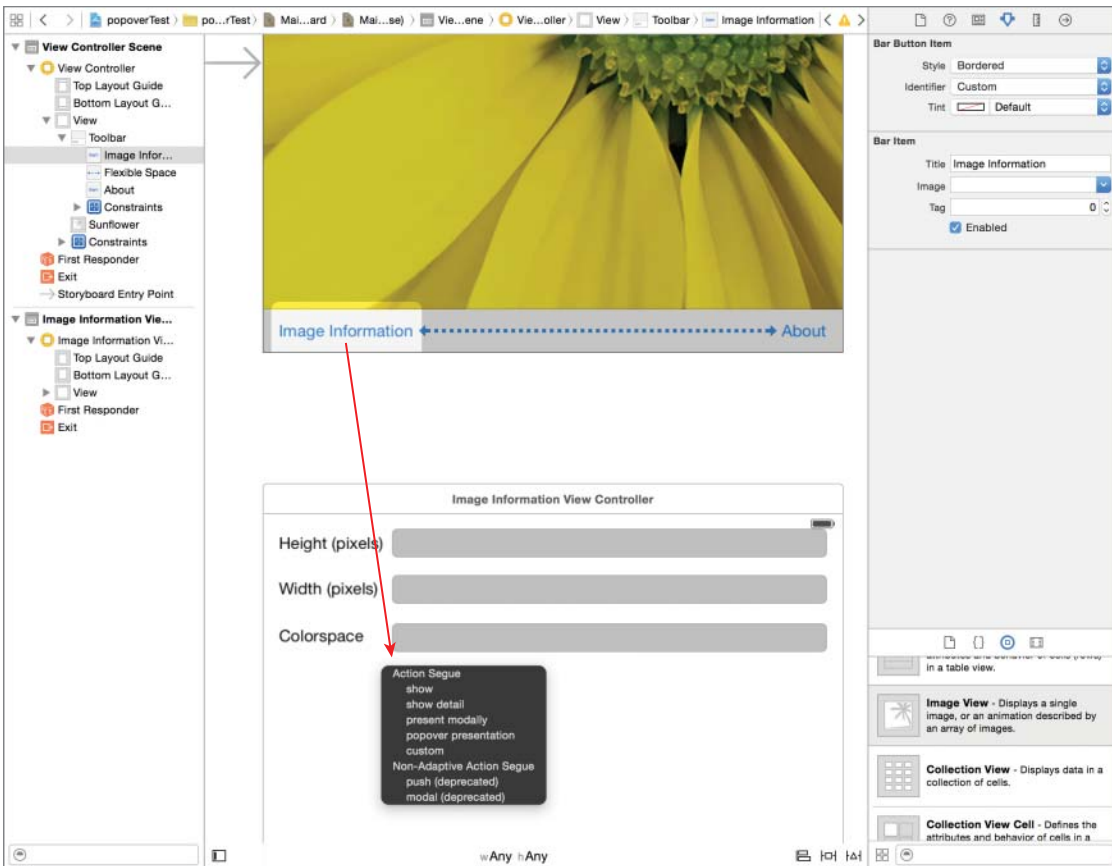 popoverTest
po...rTest
Mai...ard
Mai...se)
Vie...ene
Vie...oller
View
Toolbar
Image Information
View Controller Scene
View Controller
Top Layout Guide
Bottom Layout G...
View
Toolbar
Image Infor...
Flexible Space
About
Constraints
Sunflower
Constraints
First Responder
Exit
Storyboard Entry Point
Image Information Vie...
Image Information Vi...
Top Layout Guide
Bottom Layout G...
View
First Responder
Exit
Image Information
About
Image Information View Controller
Height (pixels)
Width (pixels)
Colorspace
Action Segue
show
show detail
present modally
popover presentation
custom
Non-Adaptive Action Segue
push (deprecated)
modal (deprecated)
wAny hAny
Bar Button Item
Style Bordered
Identifier Custom
Tint Default
Bar Item
Title Image Information
Image
Tag 0
Enabled
attributes and behavior of cells (rows)
in a table view.
Image View - Displays a single
image, or an animation described by
an array of images.
Collection View - Displays data in a
collection of cells.
Collection View Cell - Defines the
attributes and behavior of cells in a